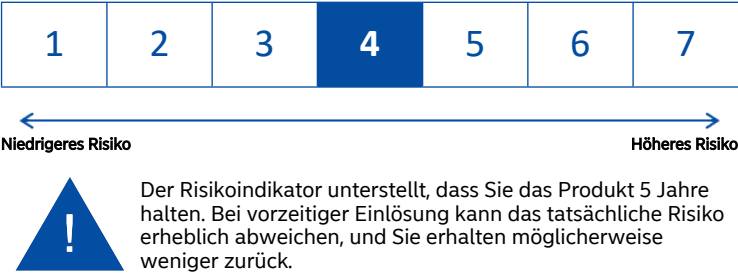 1 2 3 4 5 6 7
Niedrigeres Risiko Höheres Risiko
!
Der Risikoindikator unterstellt, dass Sie das Produkt 5 Jahre
halten. Bei vorzeitiger Einlösung kann das tatsächliche Risiko
erheblich abweichen, und Sie erhalten möglicherweise
weniger zurück.